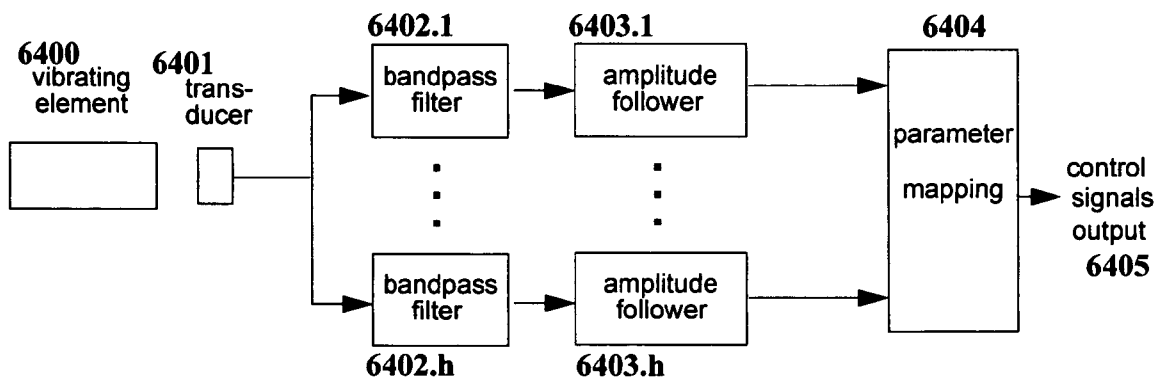 6400
vibrating
element
6401
trans-
ducer
6402.1
bandpass
filter
6403.1
amplitude
follower
6404
parameter
mapping
control
signals
output
6405
bandpass
filter
6402.h
amplitude
follower
6403.h